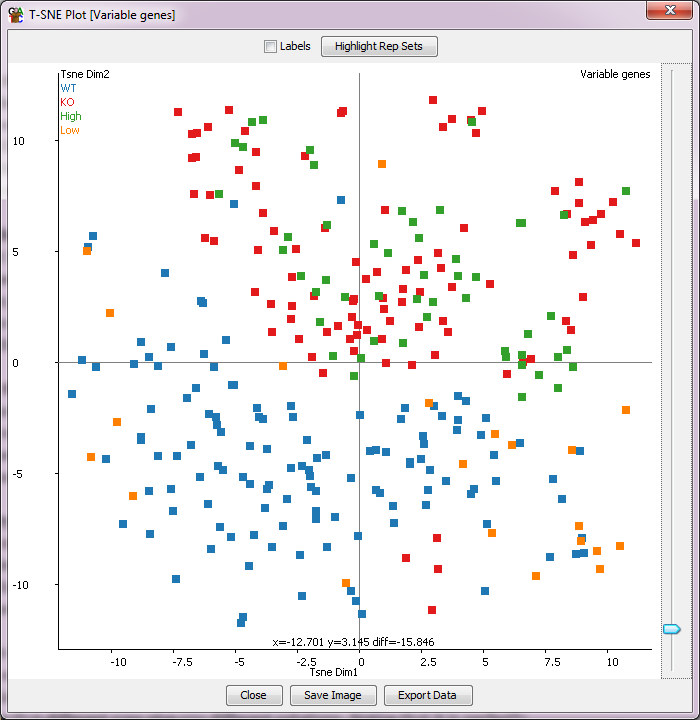 T-SNE Plot [Variable genes]
Labels Highlight Rep Sets
Tsne Dim2 Variable genes
WT
KO
High
Low
10
5
0
-5
-10
x=-12.701 y=3.145 diff=-15.846
-10 -7.5 -5 -2.5 0 2.5 5 7.5 10
Tsne Dim1
Close Save Image Export Data